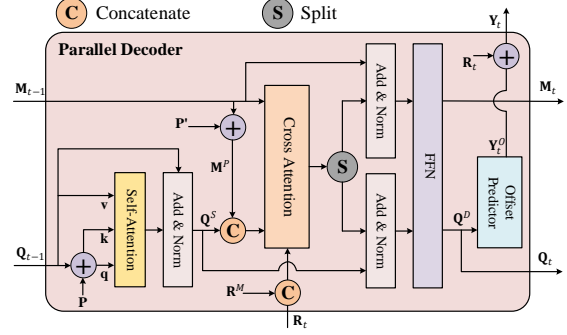 C Concatenate
S Split
Parallel Decoder
Y_t
R_t
+
M_{t-1}
M_t
P'
+
M^P
Cross Attention
S
Add & Norm
FFN
Y_t^O
Offset Predictor
v
k
q
Self-Attention
Add & Norm
Q^S
C
Add & Norm
Q^D
Q_{t-1}
+
P
Q_t
R^M
C
R_t